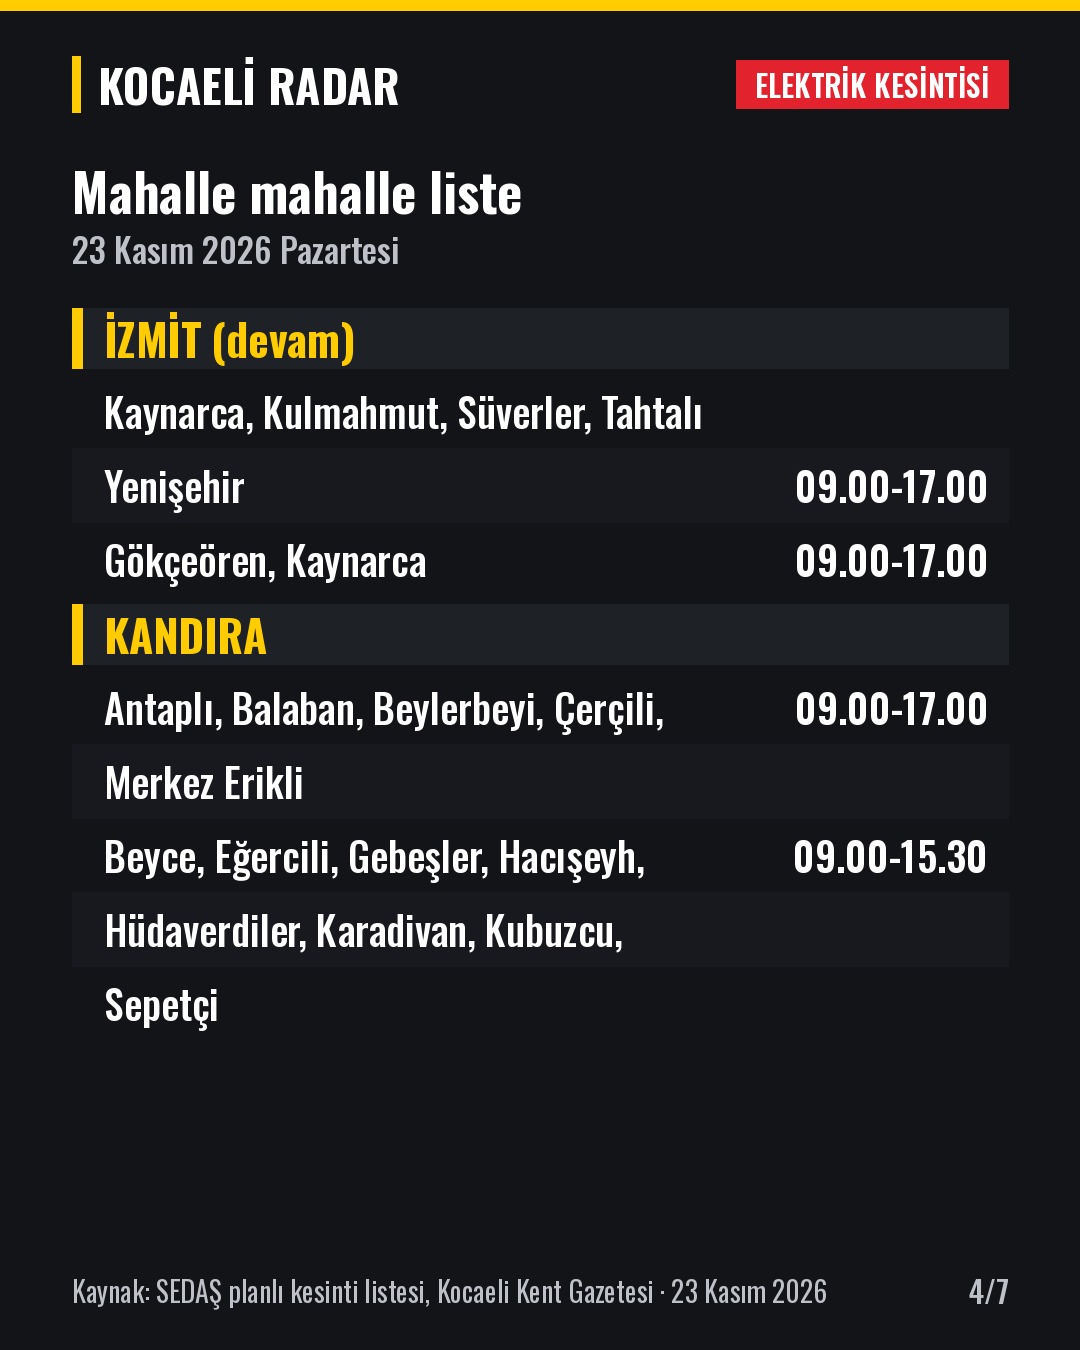 KOCAELİ RADAR
ELEKTRİK KESİNTİSİ
Mahalle mahalle liste
23 Kasım 2026 Pazartesi
İZMİT (devam)
Kaynarca, Kulmahmut, Süverler, Tahtalı
Yenişehir 09.00-17.00
Gökçeören, Kaynarca 09.00-17.00
KANDIRA
Antaplı, Balaban, Beylerbeyi, Çerçili, 09.00-17.00
Merkez Erikli
Beyce, Eğercili, Gebeşler, Hacışeyh, 09.00-15.30
Hüdaverdiler, Karadivan, Kubuzcu,
Sepetçi
Kaynak: SEDAŞ planlı kesinti listesi, Kocaeli Kent Gazetesi · 23 Kasım 2026 4/7